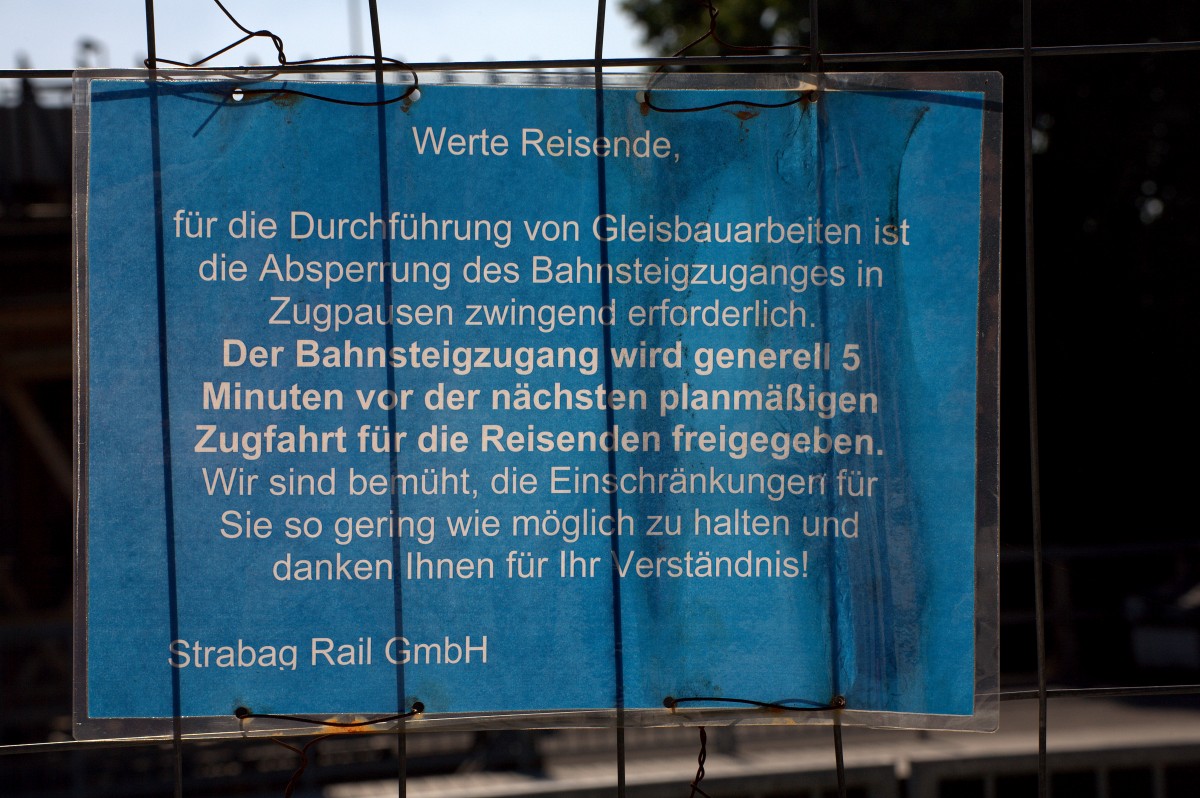 Werte Reisende,
für die Durchführung von Gleisbauarbeiten ist
die Absperrung des Bahnsteigzuganges in
Zugpausen zwingend erforderlich.
Der Bahnsteigzugang wird generell 5
Minuten vor der nächsten planmäßigen
Zugfahrt für die Reisenden freigegeben.
Wir sind bemüht, die Einschränkungen für
Sie so gering wie möglich zu halten und
danken Ihnen für Ihr Verständnis!
Strabag Rail GmbH